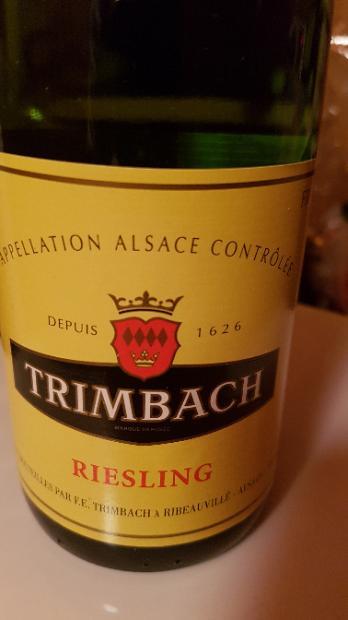 APPELLATION ALSACE CONTRÔLÉE
DEPUIS 1626
TRIMBACH
RIESLING
PAR F.E. TRIMBACH À RIBEAUVILLÉ